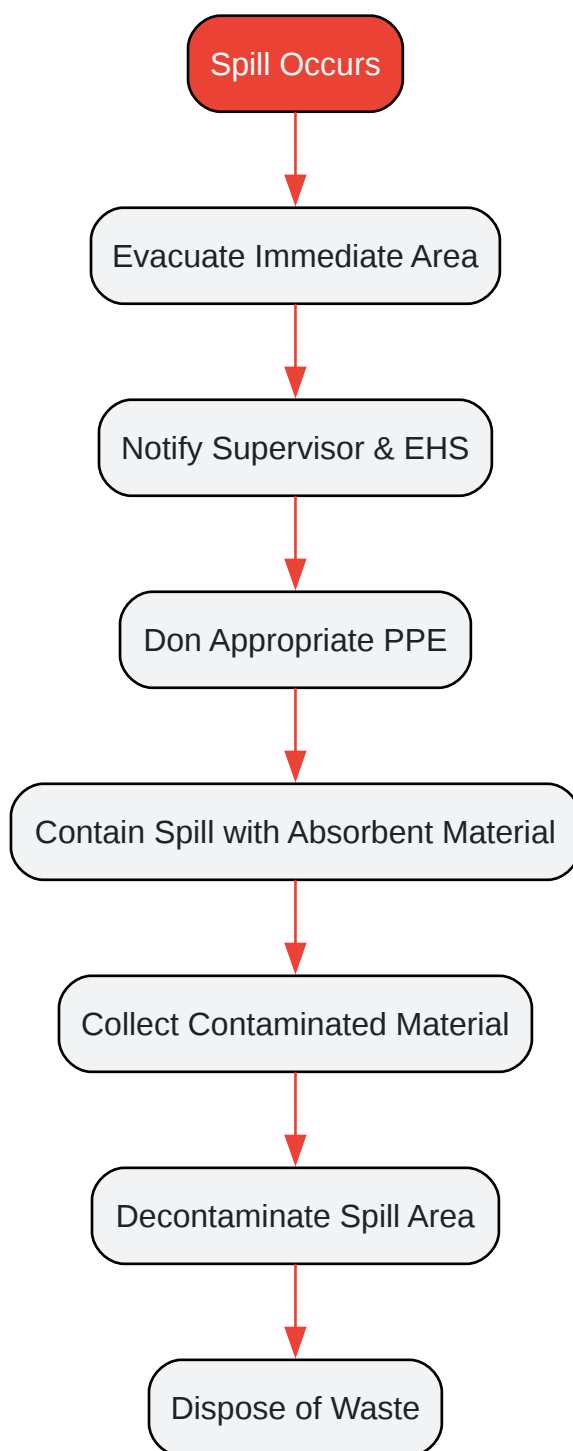 Spill Occurs
Evacuate Immediate Area
Notify Supervisor & EHS
Don Appropriate PPE
Contain Spill with Absorbent Material
Collect Contaminated Material
Decontaminate Spill Area
Dispose of Waste